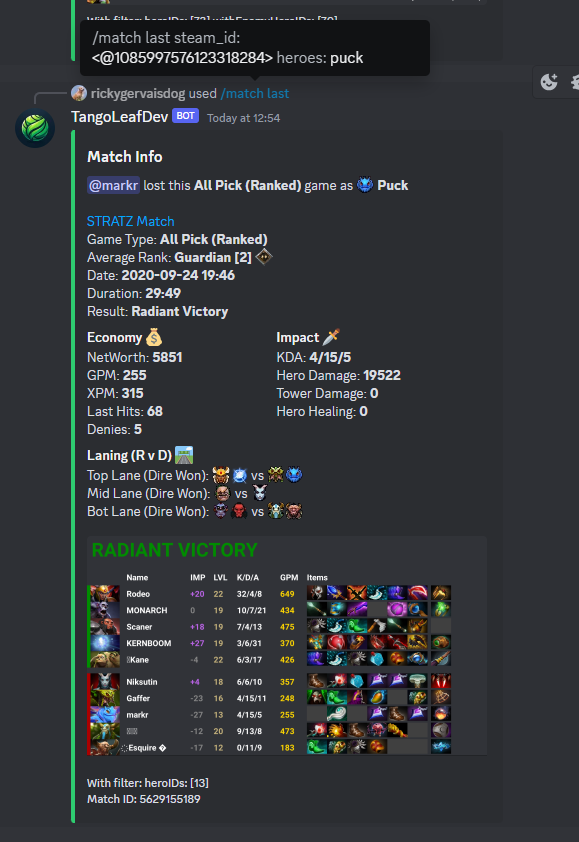 With filter: heroIDs: [72] withEnemyHeroIDs: [70]
/match last steam_id:
<@1085997576123318284> heroes: puck
rickygervaisdog used /match last
TangoLeafDev BOT Today at 12:54
Match Info
@markr lost this All Pick (Ranked) game as Puck
STRATZ Match
Game Type: All Pick (Ranked)
Average Rank: Guardian [2]
Date: 2020-09-24 19:46
Duration: 29:49
Result: Radiant Victory
Economy
NetWorth: 5851
GPM: 255
XPM: 315
Last Hits: 68
Denies: 5
Impact
KDA: 4/15/5
Hero Damage: 19522
Tower Damage: 0
Hero Healing: 0
Laning (R v D)
Top Lane (Dire Won): vs
Mid Lane (Dire Won): vs
Bot Lane (Dire Won): vs
RADIANT VICTORY
Name IMP LVL K/D/A GPM Items
Rodeo +20 22 32/4/8 649
MONARCH 0 19 10/7/21 434
Scaner +18 19 7/4/13 475
KERNBOOM +27 19 3/6/31 370
Kane -4 22 6/3/17 426
Niksutin +4 18 6/6/10 357
Gaffer -23 16 4/15/11 248
markr -27 13 4/15/5 255
-12 20 9/13/8 473
Esquire � -17 12 0/11/9 183
With filter: heroIDs: [13]
Match ID: 5629155189